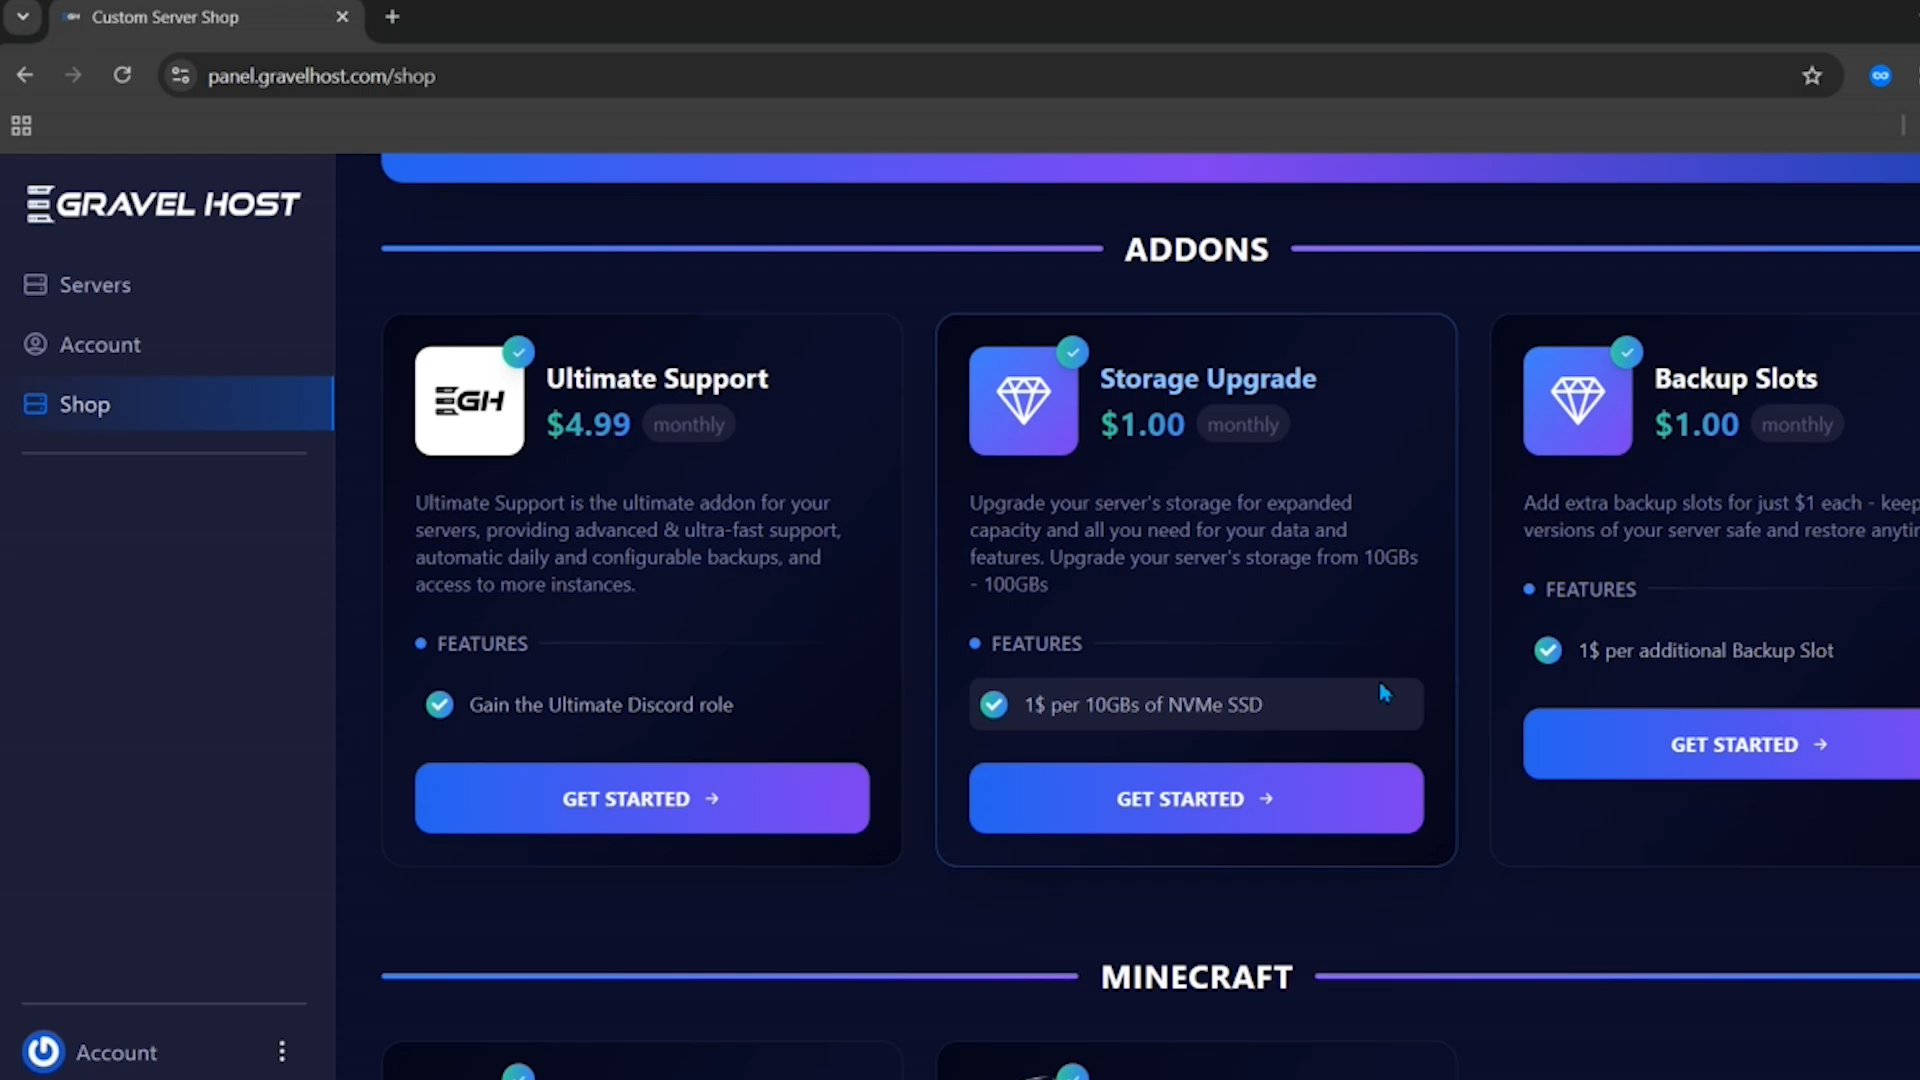 Custom Server Shop
panel.gravelhost.com/shop
GRAVEL HOST
Servers
Account
Shop
Account
ADDONS
GH
Ultimate Support
$4.99 monthly
Ultimate Support is the ultimate addon for your
servers, providing advanced & ultra-fast support,
automatic daily and configurable backups, and
access to more instances.
FEATURES
Gain the Ultimate Discord role
GET STARTED →
Storage Upgrade
$1.00 monthly
Upgrade your server's storage for expanded
capacity and all you need for your data and
features. Upgrade your server's storage from 10GBs
- 100GBs
FEATURES
1$ per 10GBs of NVMe SSD
GET STARTED →
Backup Slots
$1.00 monthly
Add extra backup slots for just $1 each - keep
versions of your server safe and restore
FEATURES
1$ per additional Backup Slot
GET STARTED →
MINECRAFT